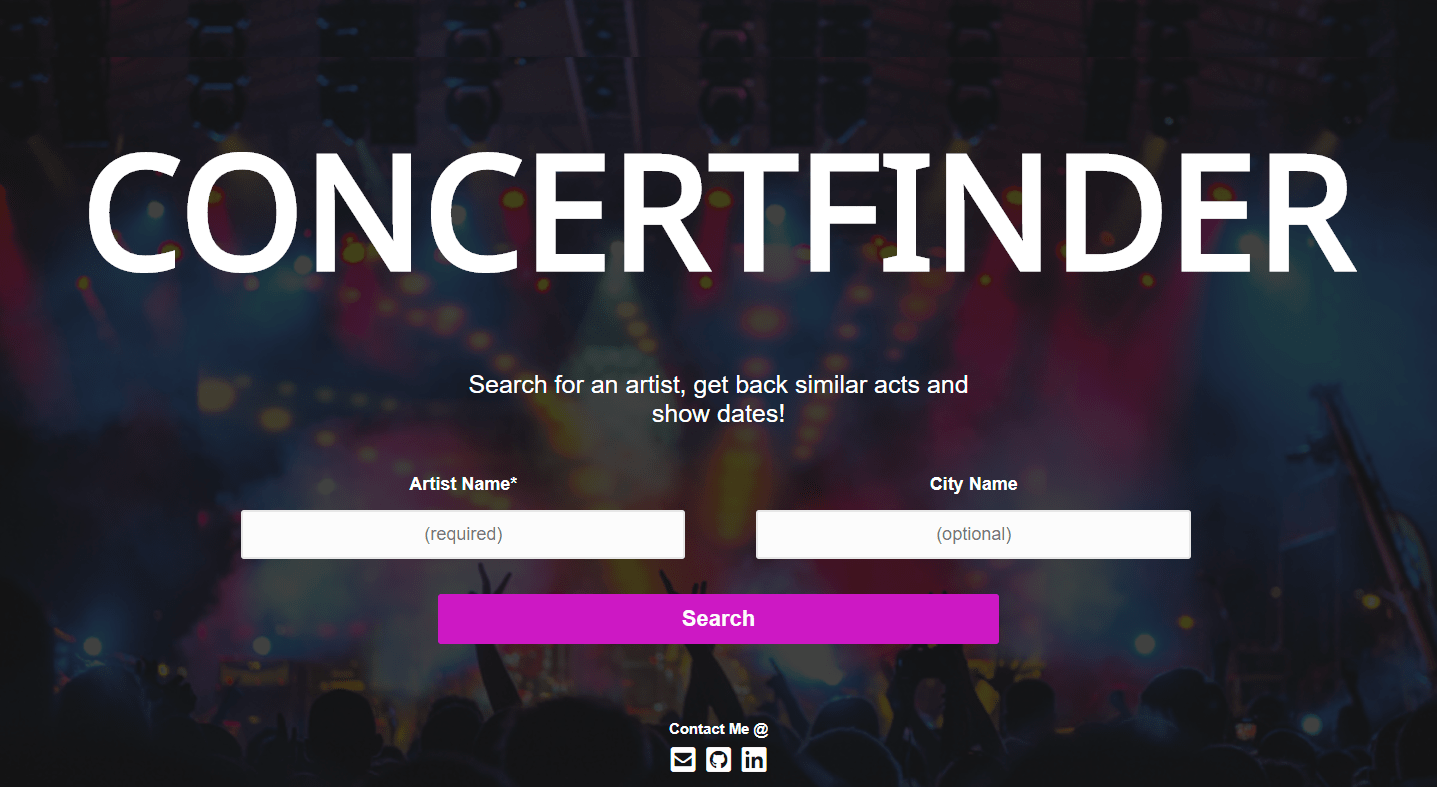 CONCERTFINDER
Search for an artist, get back similar acts and
show dates!
Artist Name*
City Name
(required)
(optional)
Search
Contact Me @